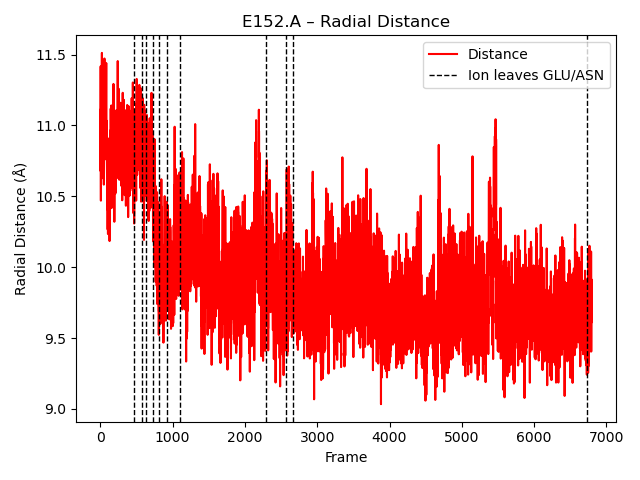 E152.A – Radial Distance
Distance
Ion leaves GLU/ASN
Radial Distance (Å)
11.5
11.0
10.5
10.0
9.5
9.0
0 1000 2000 3000 4000 5000 6000 7000
Frame